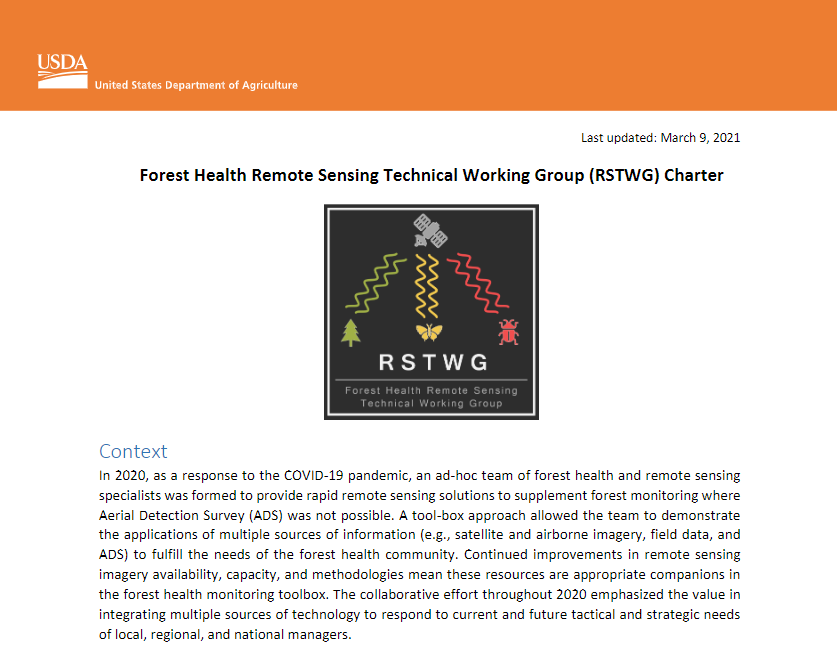 USDA
United States Department of Agriculture
Last updated: March 9, 2021
Forest Health Remote Sensing Technical Working Group (RSTWG) Charter
RSTWG
Forest Health Remote Sensing
Technical Working Group
Context
In 2020, as a response to the COVID-19 pandemic, an ad-hoc team of forest health and remote sensing
specialists was formed to provide rapid remote sensing solutions to supplement forest monitoring where
Aerial Detection Survey (ADS) was not possible. A tool-box approach allowed the team to demonstrate
the applications of multiple sources of information (e.g., satellite and airborne imagery, field data, and
ADS) to fulfill the needs of the forest health community. Continued improvements in remote sensing
imagery availability, capacity, and methodologies mean these resources are appropriate companions in
the forest health monitoring toolbox. The collaborative effort throughout 2020 emphasized the value in
integrating multiple sources of technology to respond to current and future tactical and strategic needs
of local, regional, and national managers.